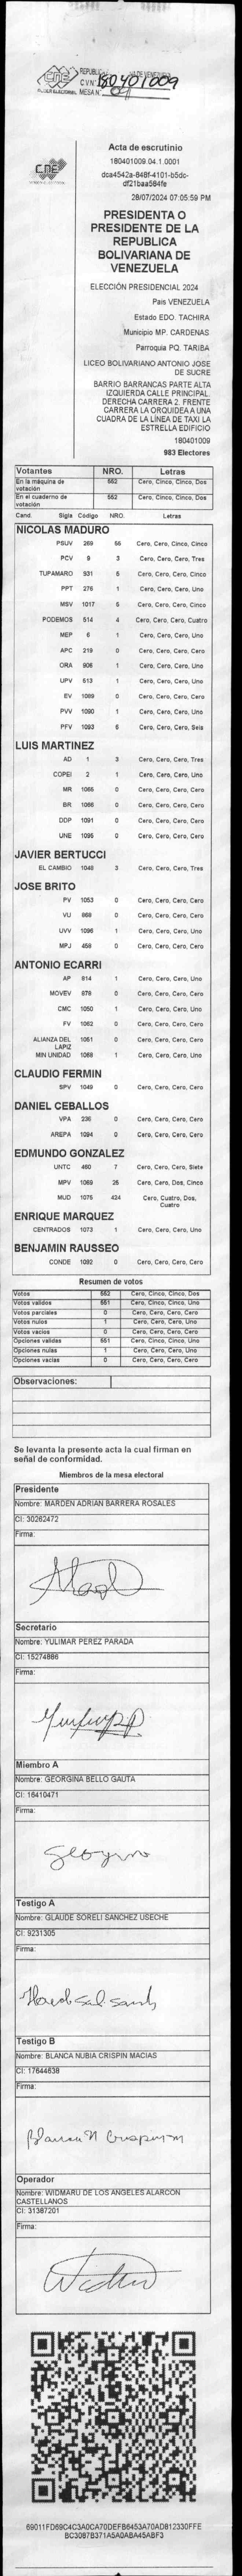 180401009
CNE
PODER ELECTORAL
MESA N°
CNE
Acta de escrutinio
180401009.04.1.0001
dca4542a-848f-4101-b5dc-
df21baa584fe
28/07/2024 07:05:59 PM
PRESIDENTA O
PRESIDENTE DE LA
REPUBLICA
BOLIVARIANA DE
VENEZUELA
ELECCIÓN PRESIDENCIAL 2024
Pais VENEZUELA
Estado EDO. TACHIRA
Municipio MP. CARDENAS
Parroquia PQ. TARIBA
LICEO BOLIVARIANO ANTONIO JOSE
DE SUCRE
BARRIO BARRANCAS PARTE ALTA
IZQUIERDA CALLE PRINCIPAL.
DERECHA CARRERA 2. FRENTE
CARRERA LA ORQUIDEA A UNA
CUADRA DE LA LÍNEA DE TAXI LA
ESTRELLA EDIFICIO
180401009
983 Electores
Votantes NRO. Letras
En la máquina de votación 552 Cero, Cinco, Cinco, Dos
En el cuaderno de votación 552 Cero, Cinco, Cinco, Dos
Cand. Sigla Código NRO. Letras
NICOLAS MADURO
PSUV 269 55 Cero, Cero, Cinco, Cinco
PCV 9 3 Cero, Cero, Cero, Tres
TUPAMARO 931 5 Cero, Cero, Cero, Cinco
PPT 276 1 Cero, Cero, Cero, Uno
MSV 1017 5 Cero, Cero, Cero, Cinco
PODEMOS 514 4 Cero, Cero, Cero, Cuatro
MEP 6 1 Cero, Cero, Cero, Uno
APC 219 0 Cero, Cero, Cero, Cero
ORA 906 1 Cero, Cero, Cero, Uno
UPV 513 1 Cero, Cero, Cero, Uno
EV 1089 0 Cero, Cero, Cero, Cero
PVV 1090 1 Cero, Cero, Cero, Uno
PFV 1093 6 Cero, Cero, Cero, Seis
LUIS MARTINEZ
AD 1 3 Cero, Cero, Cero, Tres
COPEI 2 1 Cero, Cero, Cero, Uno
MR 1065 0 Cero, Cero, Cero, Cero
BR 1066 0 Cero, Cero, Cero, Cero
DDP 1091 0 Cero, Cero, Cero, Cero
UNE 1095 0 Cero, Cero, Cero, Cero
JAVIER BERTUCCI
EL CAMBIO 1046 3 Cero, Cero, Cero, Tres
JOSE BRITO
PV 1053 0 Cero, Cero, Cero, Cero
VU 868 0 Cero, Cero, Cero, Cero
UVV 1096 1 Cero, Cero, Cero, Uno
MPJ 458 0 Cero, Cero, Cero, Cero
ANTONIO ECARRI
AP 814 1 Cero, Cero, Cero, Uno
MOVEV 879 0 Cero, Cero, Cero, Cero
CMC 1050 1 Cero, Cero, Cero, Uno
FV 1062 0 Cero, Cero, Cero, Cero
ALIANZA DEL LAPIZ 1051 0 Cero, Cero, Cero, Cero
MIN UNIDAD 1068 1 Cero, Cero, Cero, Uno
CLAUDIO FERMIN
SPV 1049 0 Cero, Cero, Cero, Cero
DANIEL CEBALLOS
VPA 236 0 Cero, Cero, Cero, Cero
AREPA 1094 0 Cero, Cero, Cero, Cero
EDMUNDO GONZALEZ
UNTC 460 7 Cero, Cero, Cero, Siete
MPV 1069 25 Cero, Cero, Dos, Cinco
MUD 1075 424 Cero, Cuatro, Dos, Cuatro
ENRIQUE MARQUEZ
CENTRADOS 1073 1 Cero, Cero, Cero, Uno
BENJAMIN RAUSSEO
CONDE 1092 0 Cero, Cero, Cero, Cero
Resumen de votos
Votos 552 Cero, Cinco, Cinco, Dos
Votos validos 551 Cero, Cinco, Cinco, Uno
Votos parciales 0 Cero, Cero, Cero, Cero
Votos nulos 1 Cero, Cero, Cero, Uno
Votos vacios 0 Cero, Cero, Cero, Cero
Opciones validas 551 Cero, Cinco, Cinco, Uno
Opciones nulas 1 Cero, Cero, Cero, Uno
Opciones vacias 0 Cero, Cero, Cero, Cero
Observaciones:
Se levanta la presente acta la cual firman en
señal de conformidad.
Miembros de la mesa electoral
Presidente
Nombre: MARDEN ADRIAN BARRERA ROSALES
CI: 30262472
Firma:
Secretario
Nombre: YULIMAR PEREZ PARADA
CI: 15274886
Firma:
Miembro A
Nombre: GEORGINA BELLO GAUTA
CI: 16410471
Firma:
Testigo A
Nombre: GLAUDE SORELI SANCHEZ USECHE
CI: 9231305
Firma:
Testigo B
Nombre: BLANCA NUBIA CRISPIN MACIAS
CI: 17644638
Firma:
Operador
Nombre: WIDMARU DE LOS ANGELES ALARCON
CASTELLANOS
CI: 31387201
Firma:
69011FD69C4C3A0CA70DEFB6453A70AD812330FFE
BC3087B371A5A0ABA45ABF3